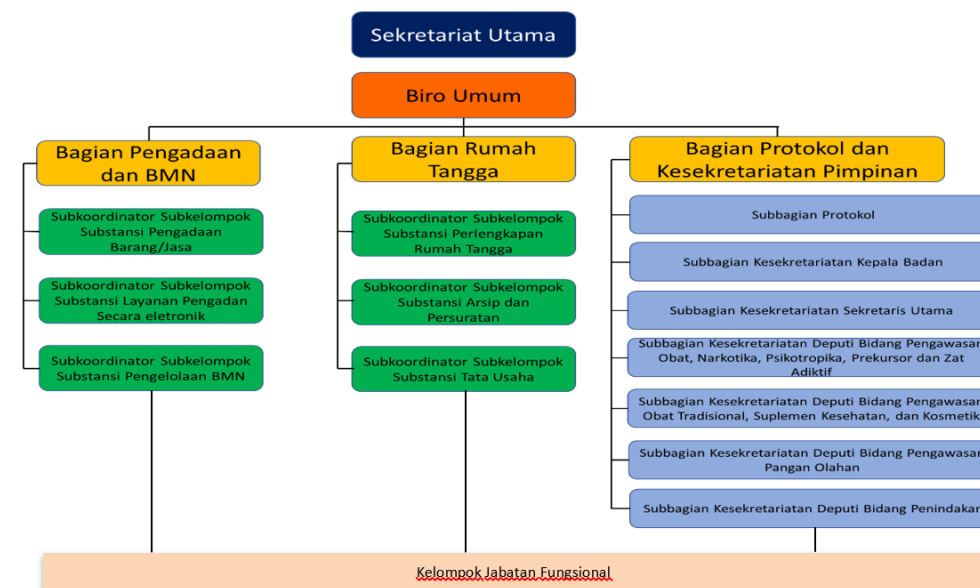 Sekretariat Utama
Biro Umum
Bagian Pengadaan
dan BMN
Subkoordinator Subkelompok
Substansi Pengadaan
Barang/Jasa
Subkoordinator Subkelompok
Substansi Layanan Pengadan
Secara eletronik
Subkoordinator Subkelompok
Substansi Pengelolaan BMN
Bagian Rumah
Tangga
Subkoordinator Subkelompok
Substansi Perlengkapan
Rumah Tangga
Subkoordinator Subkelompok
Substansi Arsip dan
Persuratan
Subkoordinator Subkelompok
Substansi Tata Usaha
Bagian Protokol dan
Kesekretariatan Pimpinan
Subbagian Protokol
Subbagian Kesekretariatan Kepala Badan
Subbagian Kesekretariatan Sekretaris Utama
Subbagian Kesekretariatan Deputi Bidang Pengawasan
Obat, Narkotika, Psikotropika, Prekursor dan Zat
Adiktif
Subbagian Kesekretariatan Deputi Bidang Pengawasan
Obat Tradisional, Suplemen Kesehatan, dan Kosmetik
Subbagian Kesekretariatan Deputi Bidang Pengawasan
Pangan Olahan
Subbagian Kesekretariatan Deputi Bidang Penindakan
Kelompok Jabatan Fungsional